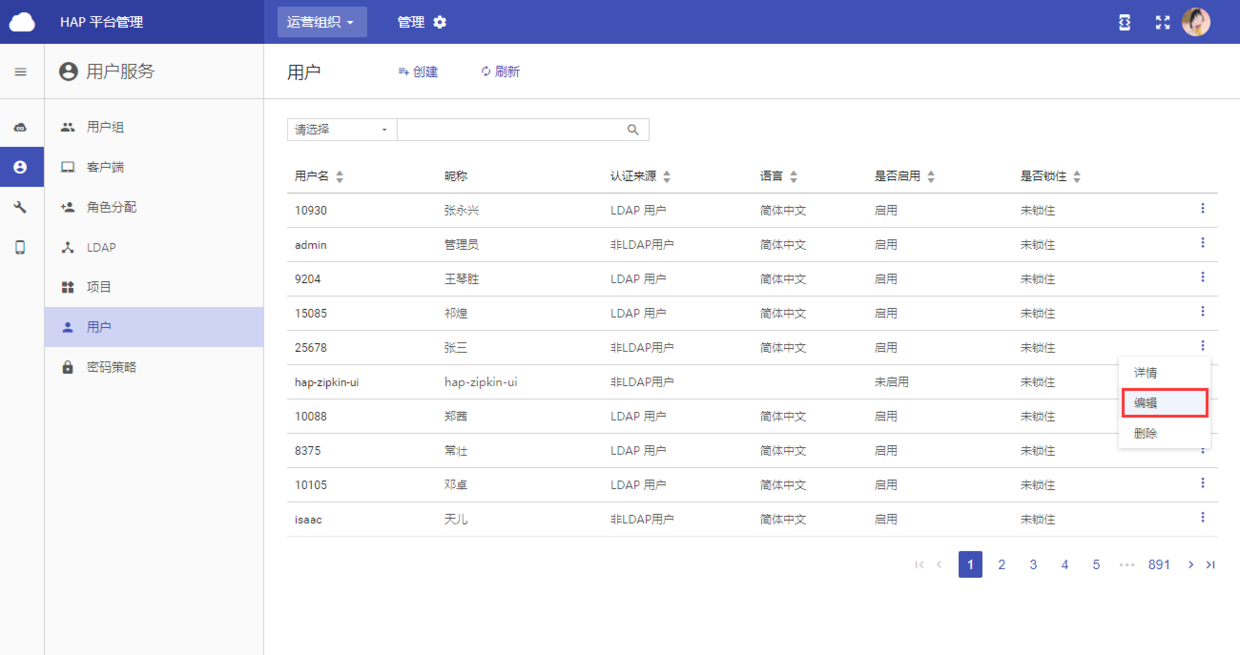 HAP 平台管理 运营组织 管理
用户服务
用户 创建 刷新
用户组
客户端
角色分配
LDAP
项目
用户
密码策略
请选择
用户名 昵称 认证来源 语言 是否启用 是否锁住
10930 张永兴 LDAP 用户 简体中文 启用 未锁住
admin 管理员 非LDAP用户 简体中文 启用 未锁住
9204 王琴胜 LDAP 用户 简体中文 启用 未锁住
15085 祁煌 LDAP 用户 简体中文 启用 未锁住
25678 张三 非LDAP用户 简体中文 启用 未锁住
hap-zipkin-ui hap-zipkin-ui 非LDAP用户 未启用 未锁住
10088 郑茜 LDAP 用户 简体中文 启用 未锁住
8375 常壮 LDAP 用户 简体中文 启用 未锁住
10105 邓卓 LDAP 用户 简体中文 启用 未锁住
isaac 天儿 非LDAP用户 简体中文 启用 未锁住
详情
编辑
删除
1 2 3 4 5 ••• 891